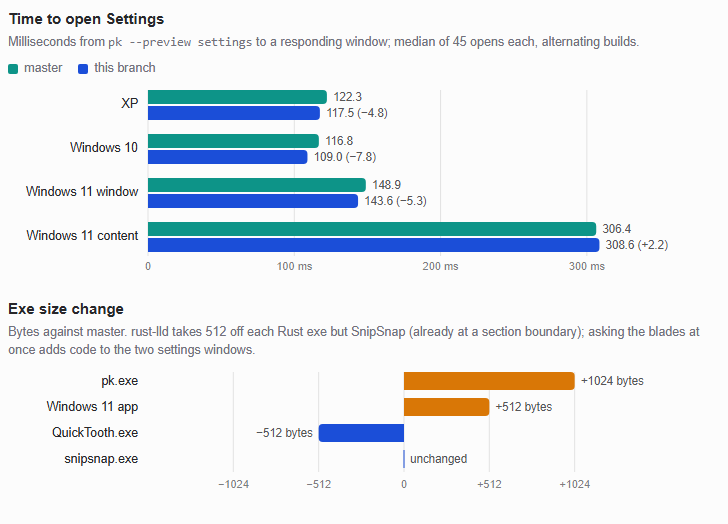 Time to open Settings
Milliseconds from pk --preview settings to a responding window; median of 45 opens each, alternating builds.
master this branch
XP 122.3
117.5 (−4.8)
Windows 10 116.8
109.0 (−7.8)
Windows 11 window 148.9
143.6 (−5.3)
Windows 11 content 306.4
308.6 (+2.2)
0 100 ms 200 ms 300 ms
Exe size change
Bytes against master. rust-lld takes 512 off each Rust exe but SnipSnap (already at a section boundary); asking the blades at
once adds code to the two settings windows.
pk.exe +1024 bytes
Windows 11 app +512 bytes
QuickTooth.exe −512 bytes
snipsnap.exe unchanged
−1024 −512 0 +512 +1024